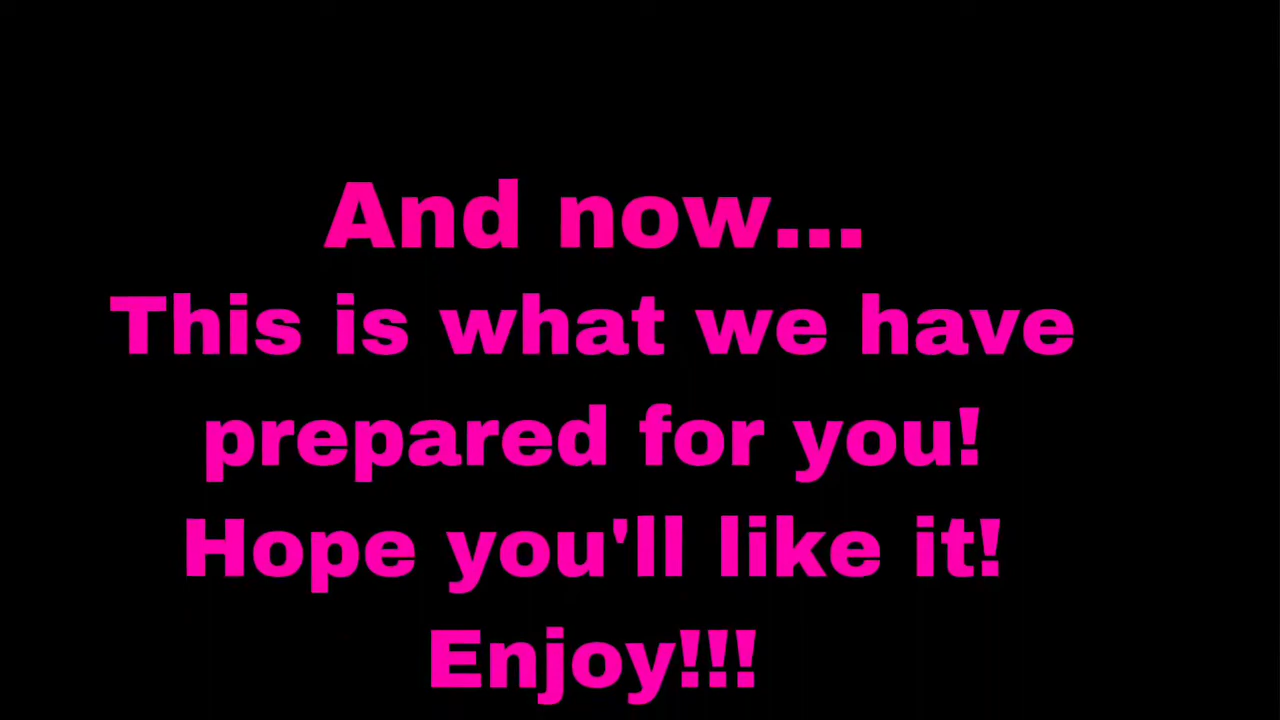 And now...
This is what we have
prepared for you!
Hope you'll like it!
Enjoy!!!